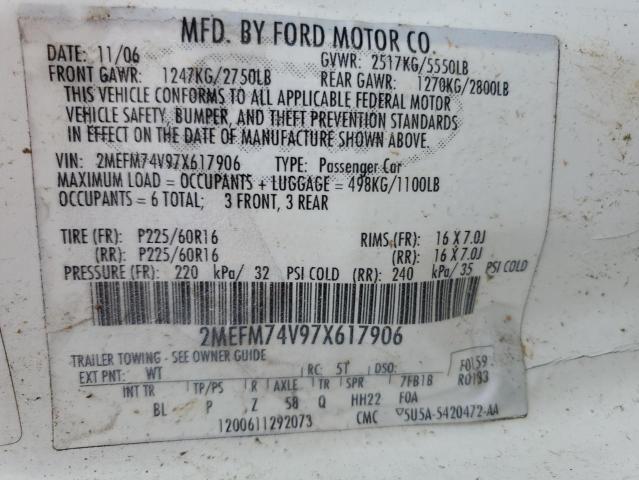 MFD. BY FORD MOTOR CO.
DATE: 11/06 GVWR: 2517KG/5550LB
FRONT GAWR: 1247KG/2750LB REAR GAWR: 1270KG/2800LB
THIS VEHICLE CONFORMS TO ALL APPLICABLE FEDERAL MOTOR
VEHICLE SAFETY, BUMPER, AND THEFT PREVENTION STANDARDS
IN EFFECT ON THE DATE OF MANUFACTURE SHOWN ABOVE.
VIN: 2MEFM74V97X617906 TYPE: Passenger Car
MAXIMUM LOAD = OCCUPANTS + LUGGAGE = 498KG/1100LB
OCCUPANTS = 6 TOTAL; 3 FRONT, 3 REAR
TIRE (FR): P225/60R16 RIMS (FR): 16 X 7.0J
(RR): P225/60R16 (RR): 16 X 7.0J
PRESSURE (FR): 220 kPa/ 32 PSI COLD (RR): 240 kPa/ 35 PSI COLD
2MEFM74V97X617906
TRAILER TOWING - SEE OWNER GUIDE
EXT PNT: WT RC: 5T DSO: F0159
R0193
INT TR TP/PS R AXLE TR SPR 7FB18
BL P Z 58 Q HH22 FOA
1200611292073 CMC 5U5A-5420472-AA